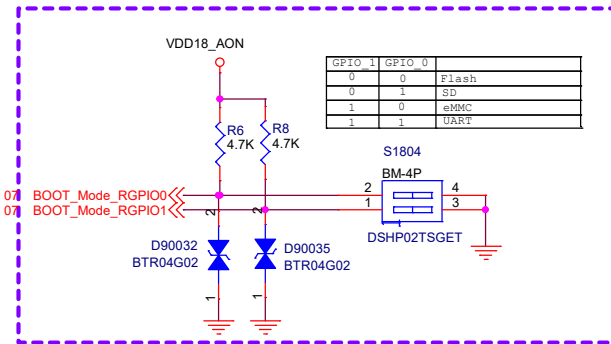 VDD18_AON
GPIO_1 GPIO_0
0 0 Flash
0 1 SD
1 0 eMMC
1 1 UART
R6
4.7K
R8
4.7K
S1804
BM-4P
07 BOOT_Mode_RGPIO0
2 4
07 BOOT_Mode_RGPIO1
1 3
2 2
DSHP02TSGET
D90032
BTR04G02
D90035
BTR04G02
1 1